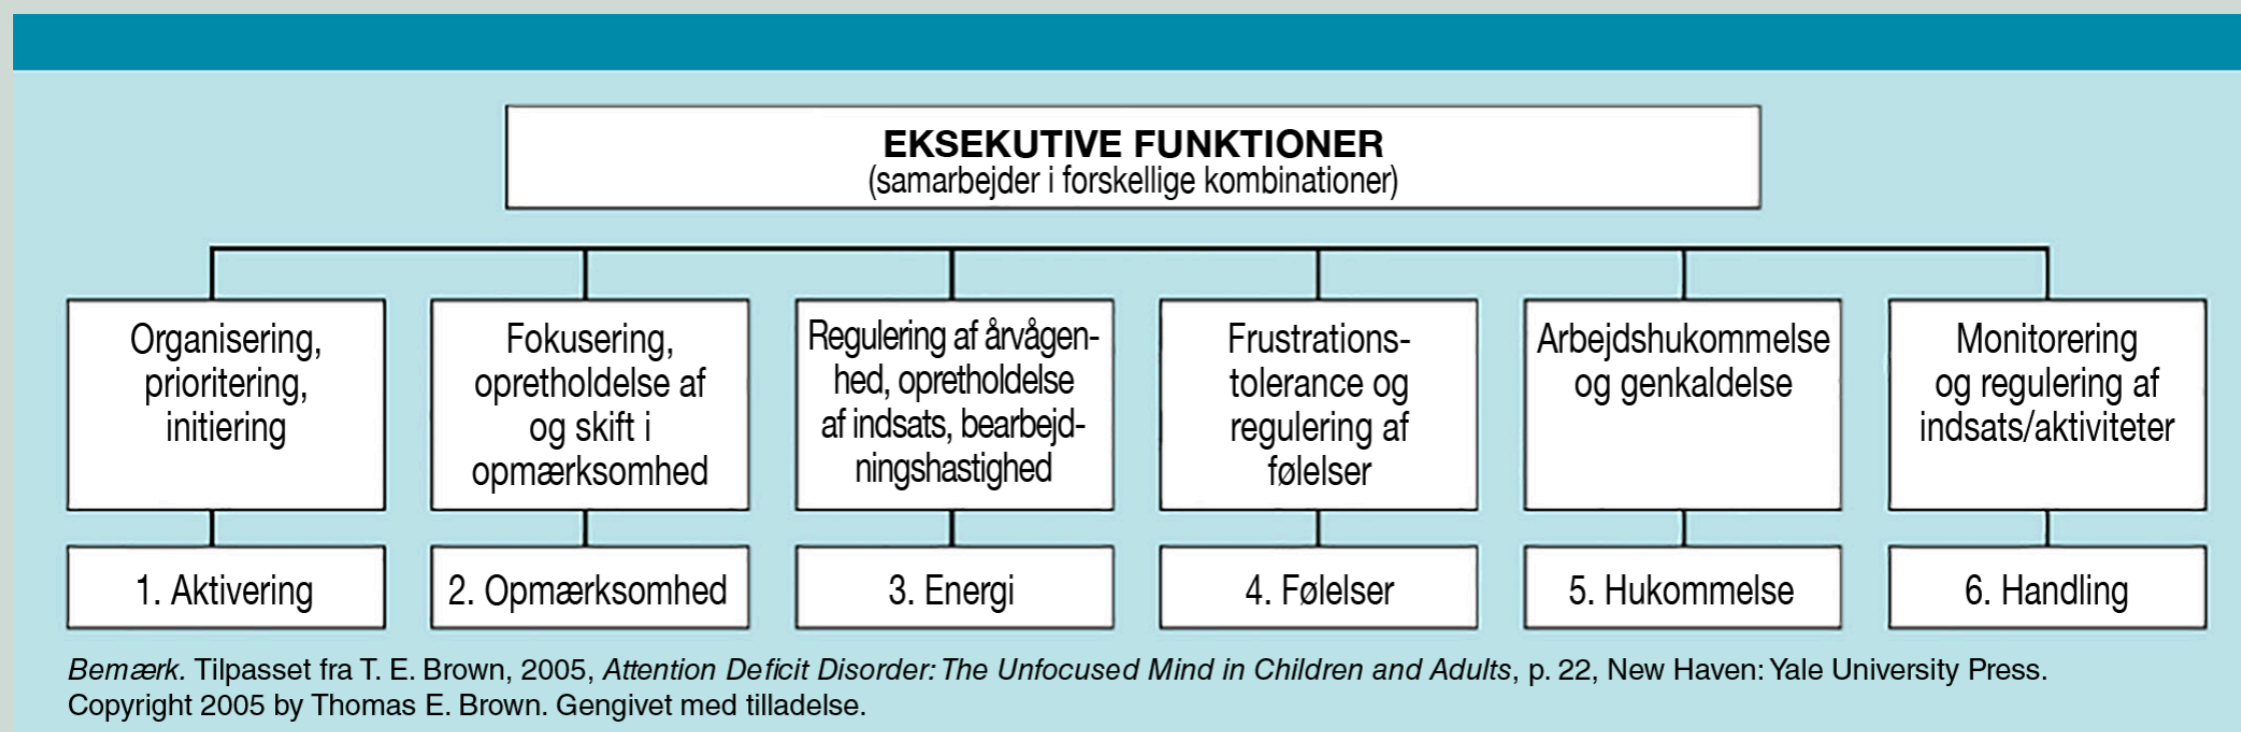 EKSEKUTIVE FUNKTIONER
(samarbejder i forskellige kombinationer)
Organisering,
prioritering,
initiering
Fokusering,
opretholdelse af
og skift i
opmærksomhed
Regulering af årvågen-
hed, opretholdelse
af indsats, bearbejd-
ningshastighed
Frustrations-
tolerance og
regulering af
følelser
Arbejdshukommelse
og genkaldelse
Monitorering
og regulering af
indsats/aktiviteter
1. Aktivering
2. Opmærksomhed
3. Energi
4. Følelser
5. Hukommelse
6. Handling
Bemærk. Tilpasset fra T. E. Brown, 2005, Attention Deficit Disorder: The Unfocused Mind in Children and Adults, p. 22, New Haven: Yale University Press.
Copyright 2005 by Thomas E. Brown. Gengivet med tilladelse.